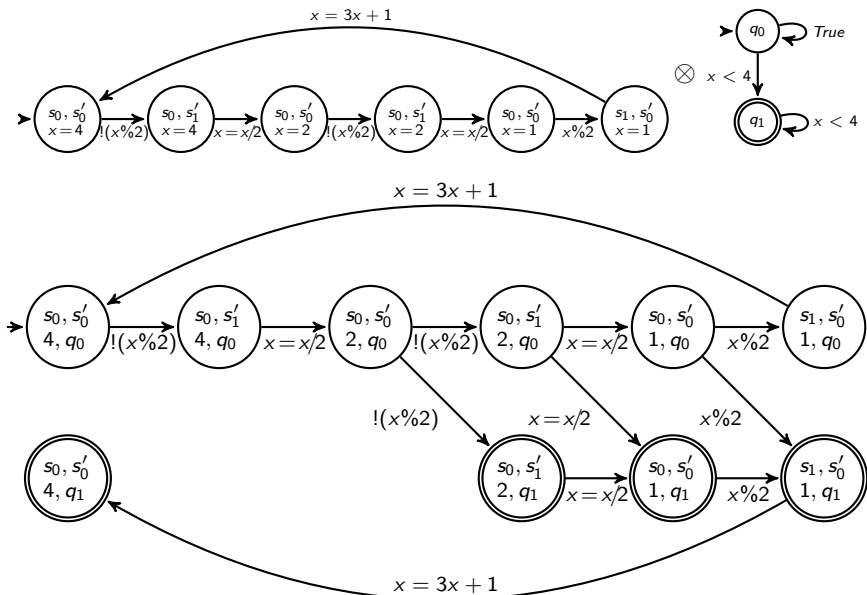 x = 3x + 1
q₀
True
⊗ x < 4
s₀, s₀′
x = 4
!(x%2)
s₀, s₁′
x = 4
x = x/2
s₀, s₀′
x = 2
!(x%2)
s₀, s₁′
x = 2
x = x/2
s₀, s₀′
x = 1
x%2
s₁, s₀′
x = 1
q₁
x < 4
x = 3x + 1
s₀, s₀′
4, q₀
!(x%2)
s₀, s₁′
4, q₀
x = x/2
s₀, s₀′
2, q₀
!(x%2)
s₀, s₁′
2, q₀
x = x/2
s₀, s₀′
1, q₀
x%2
s₁, s₀′
1, q₀
!(x%2)
x = x/2
x%2
s₀, s₀′
4, q₁
s₀, s₁′
2, q₁
x = x/2
s₀, s₀′
1, q₁
x%2
s₁, s₀′
1, q₁
x = 3x + 1